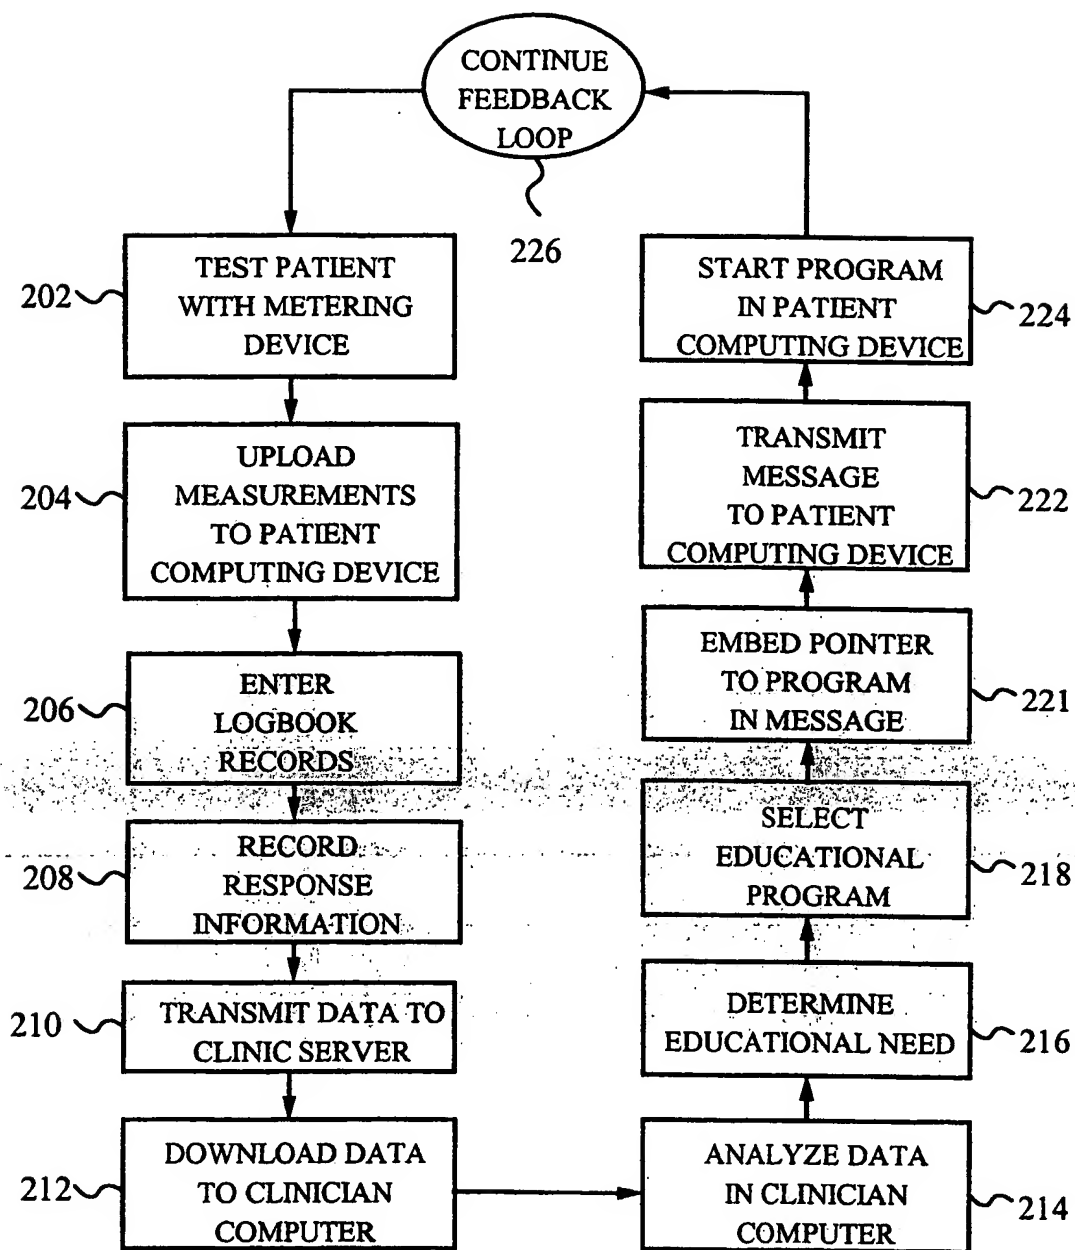 CONTINUE
FEEDBACK
LOOP
226
202
TEST PATIENT
WITH METERING
DEVICE
204
UPLOAD
MEASUREMENTS
TO PATIENT
COMPUTING DEVICE
206
ENTER
LOGBOOK
RECORDS
208
RECORD
RESPONSE
INFORMATION
210
TRANSMIT DATA TO
CLINIC SERVER
212
DOWNLOAD DATA
TO CLINICIAN
COMPUTER
ANALYZE DATA
IN CLINICIAN
COMPUTER
214
DETERMINE
EDUCATIONAL NEED
216
SELECT
EDUCATIONAL
PROGRAM
218
EMBED POINTER
TO PROGRAM
IN MESSAGE
221
TRANSMIT
MESSAGE
TO PATIENT
COMPUTING DEVICE
222
START PROGRAM
IN PATIENT
COMPUTING DEVICE
224